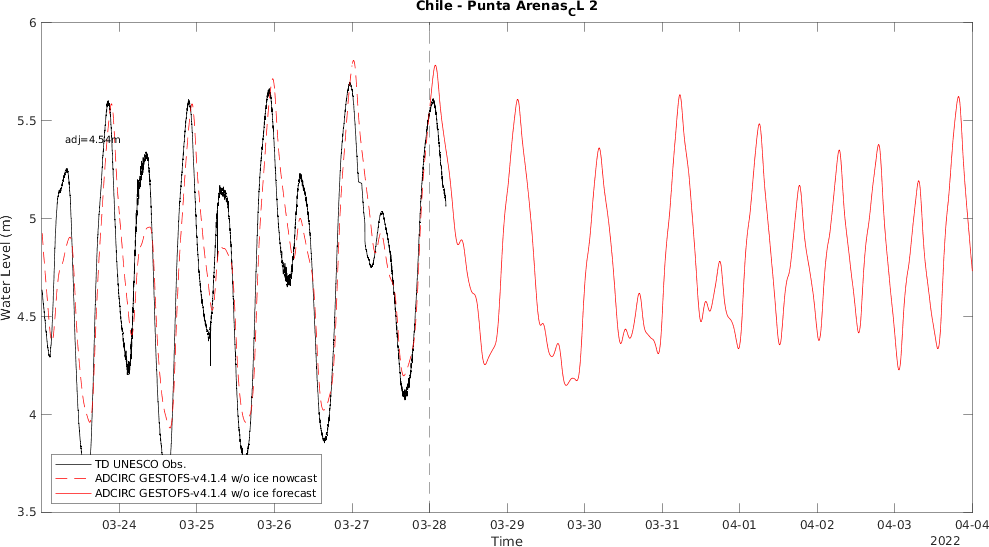 Chile - Punta Arenas_CL 2
Water Level (m)
6
5.5
5
4.5
4
3.5
adj=4.54m
TD UNESCO Obs.
ADCIRC GESTOFS-v4.1.4 w/o ice nowcast
ADCIRC GESTOFS-v4.1.4 w/o ice forecast
03-24 03-25 03-26 03-27 03-28 03-29 03-30 03-31 04-01 04-02 04-03 04-04
Time
2022